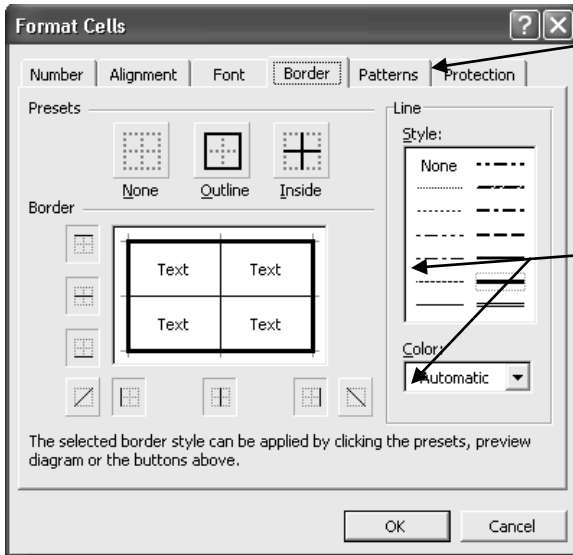 Format Cells
Number Alignment Font Border Patterns Protection
Presets
None Outline Inside
Border
Text Text
Text Text
Line
Style:
None
Color:
Automatic
The selected border style can be applied by clicking the presets, preview
diagram or the buttons above.
OK Cancel